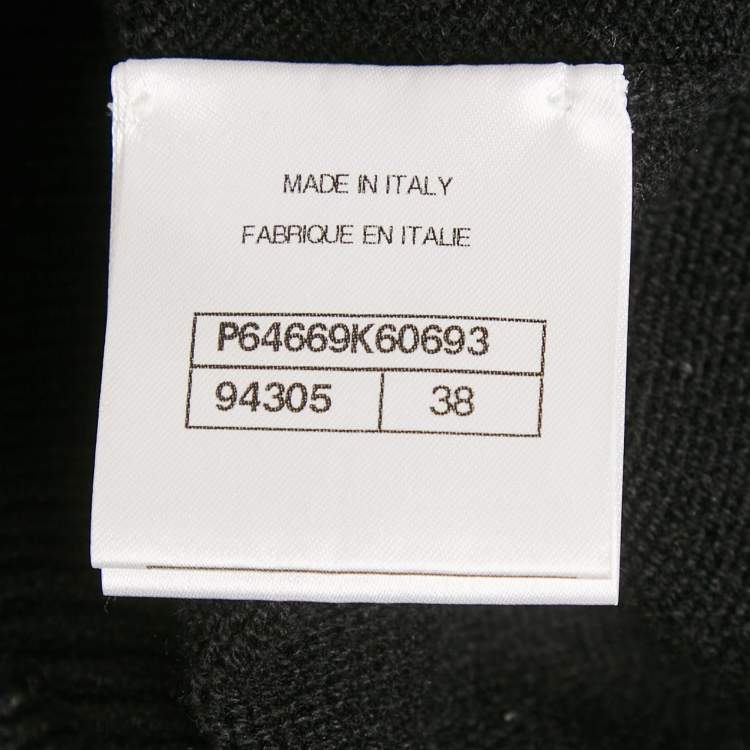 MADE IN ITALY
FABRIQUE EN ITALIE
P64669K60693
94305 38